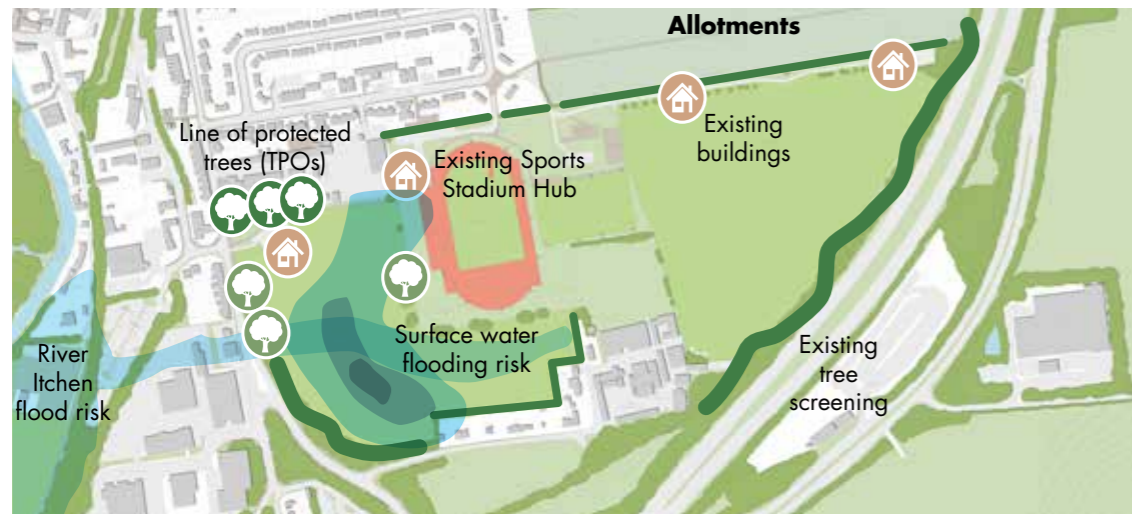 Allotments
Line of protected
trees (TPOs)
Existing Sports
Stadium Hub
Existing
buildings
Surface water
flooding risk
River
Itchen
flood risk
Existing
tree
screening